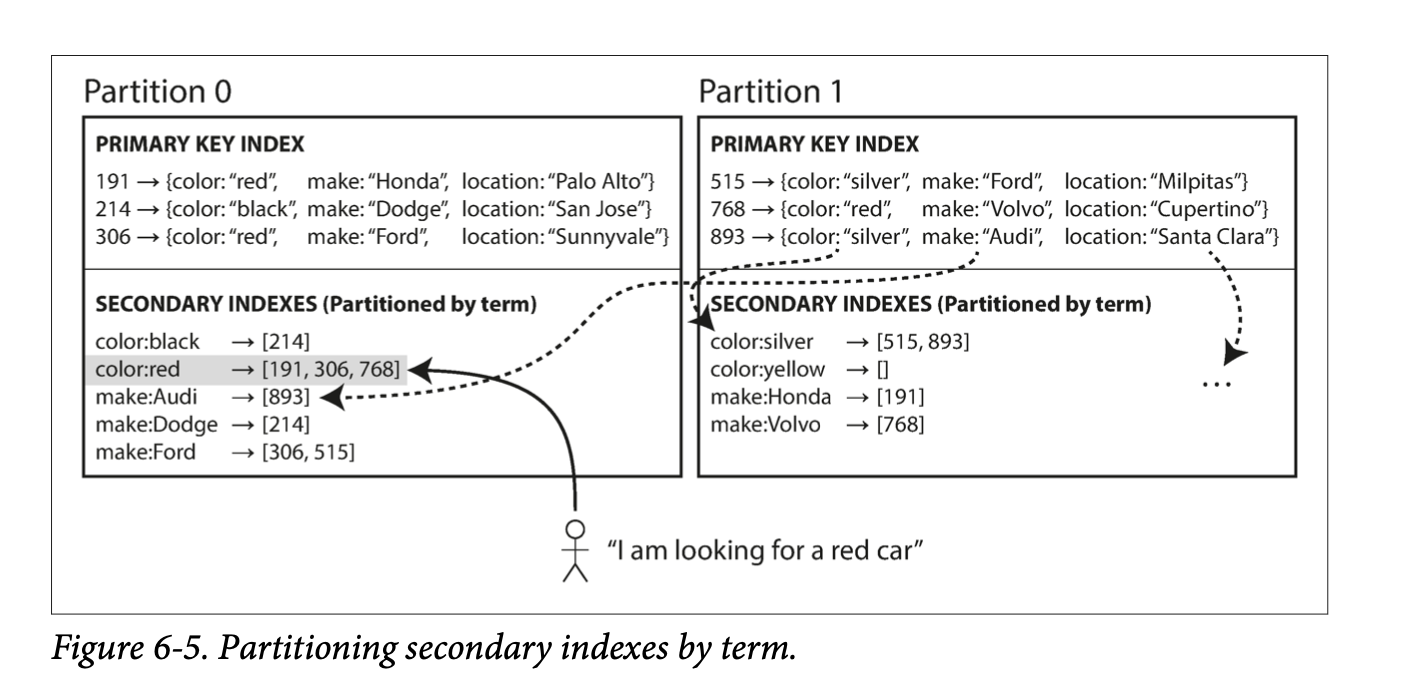 Partition 0
PRIMARY KEY INDEX
191 → {color: “red”, make: “Honda”, location: “Palo Alto”}
214 → {color: “black”, make: “Dodge”, location: “San Jose”}
306 → {color: “red”, make: “Ford”, location: “Sunnyvale”}
SECONDARY INDEXES (Partitioned by term)
color:black → [214]
color:red → [191, 306, 768]
make:Audi → [893]
make:Dodge → [214]
make:Ford → [306, 515]
Partition 1
PRIMARY KEY INDEX
515 → {color: “silver”, make: “Ford”, location: “Milpitas”}
768 → {color: “red”, make: “Volvo”, location: “Cupertino”}
893 → {color: “silver”, make: “Audi”, location: “Santa Clara”}
SECONDARY INDEXES (Partitioned by term)
color:silver → [515, 893]
color:yellow → []
make:Honda → [191]
make:Volvo → [768]
...
“I am looking for a red car”
Figure 6-5. Partitioning secondary indexes by term.